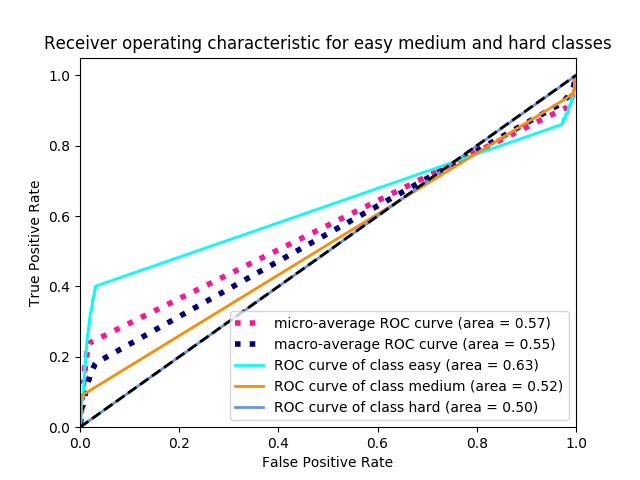 Receiver operating characteristic for easy medium and hard classes
True Positive Rate
1.0
0.8
0.6
0.4
0.2
0.0
micro-average ROC curve (area = 0.57)
macro-average ROC curve (area = 0.55)
ROC curve of class easy (area = 0.63)
ROC curve of class medium (area = 0.52)
ROC curve of class hard (area = 0.50)
0.0 0.2 0.4 0.6 0.8 1.0
False Positive Rate